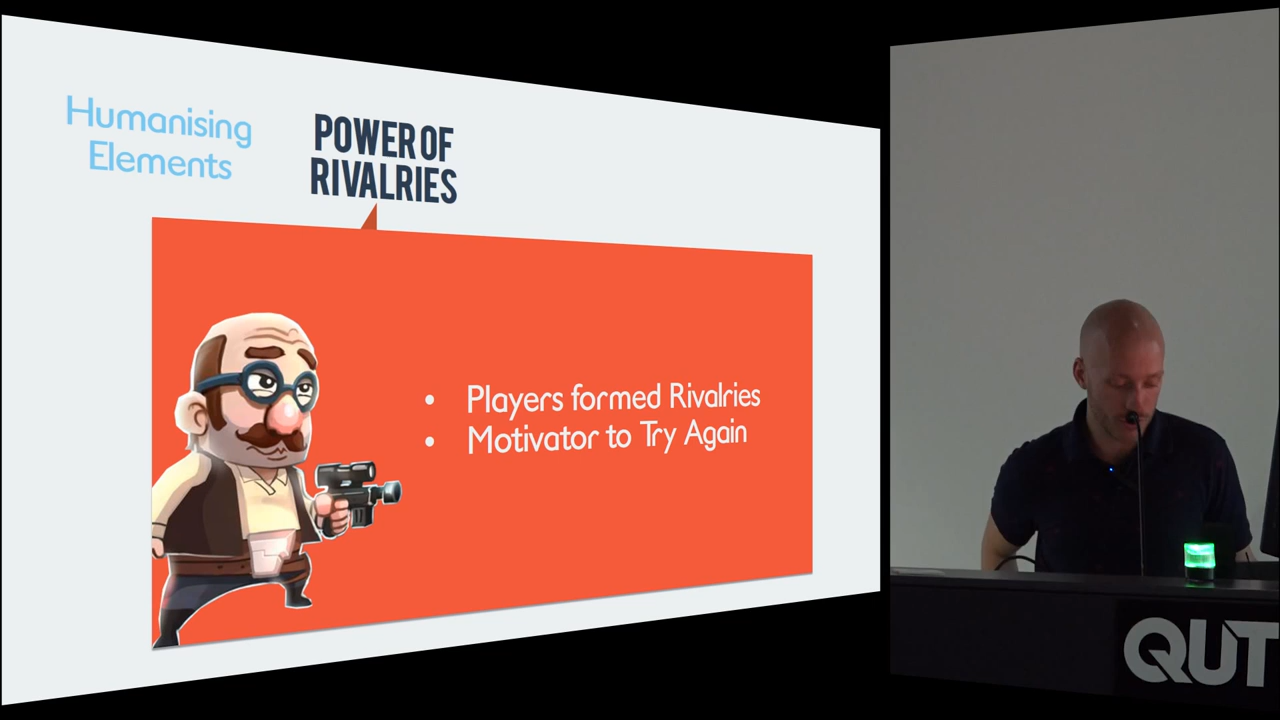 Humanising
Elements
POWER OF
RIVALRIES
• Players formed Rivalries
• Motivator to Try Again
QUT